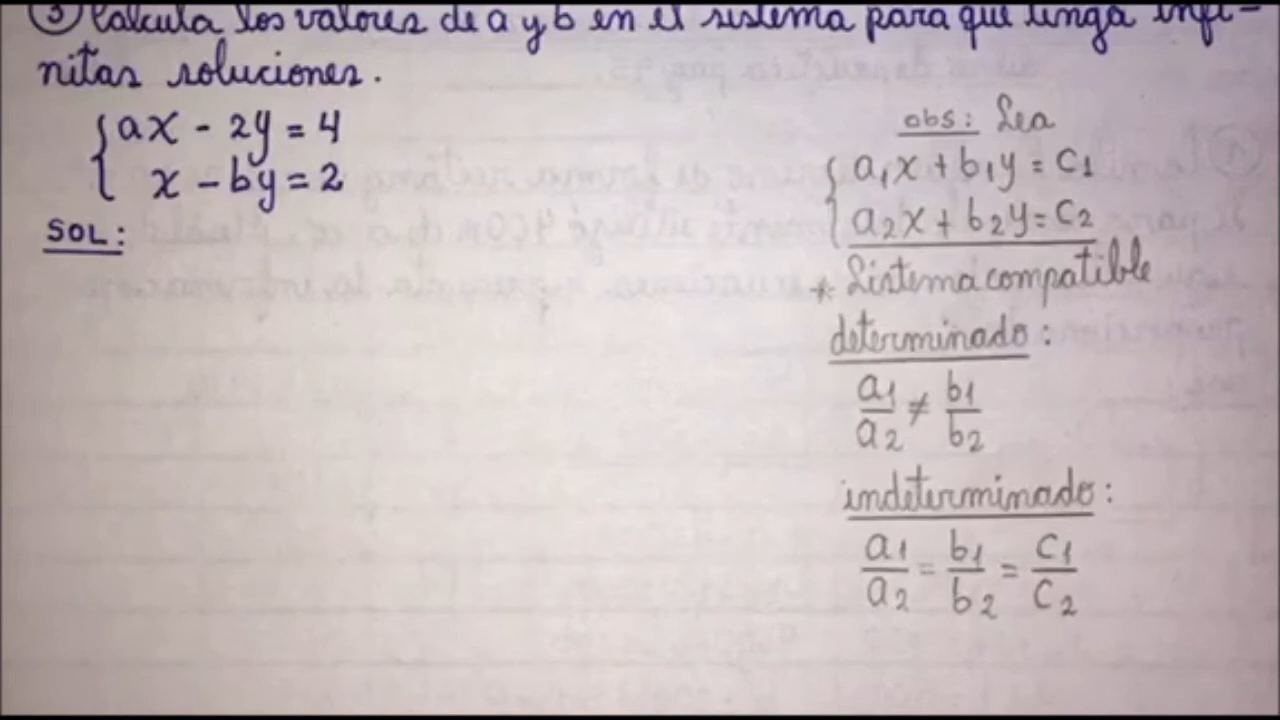 ③ Calcula los valores de a y b en el sistema para que tenga infi-
nitas soluciones.
ax - 2y = 4
x - by = 2
SOL:
obs: Sea
a₁x + b₁y = c₁
a₂x + b₂y = c₂
* Sistema compatible
determinado:
a₁/a₂ ≠ b₁/b₂
indeterminado:
a₁/a₂ = b₁/b₂ = c₁/c₂